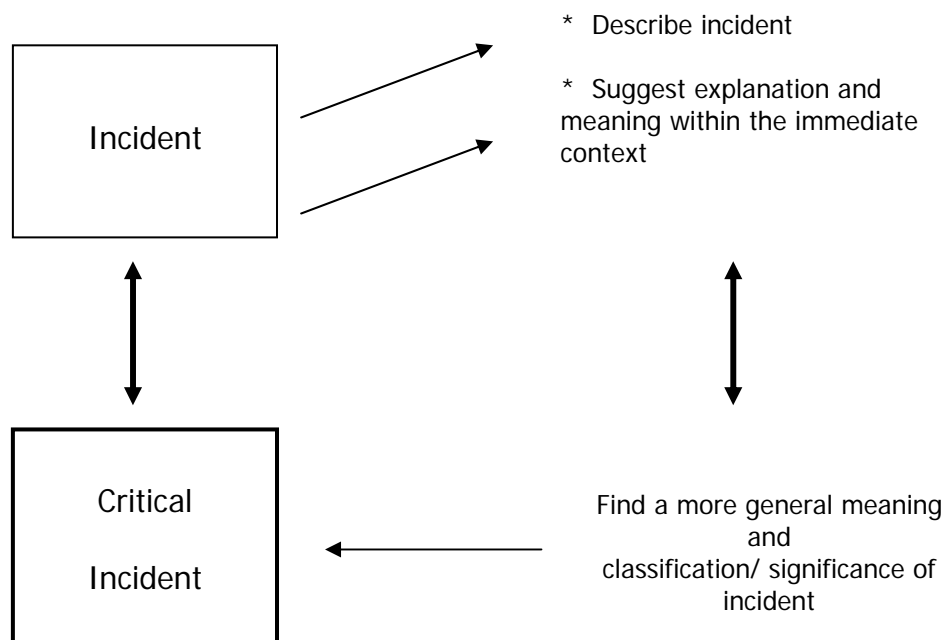 * Describe incident
* Suggest explanation and
meaning within the immediate
context
Incident
Critical
Incident
Find a more general meaning
and
classification/ significance of
incident